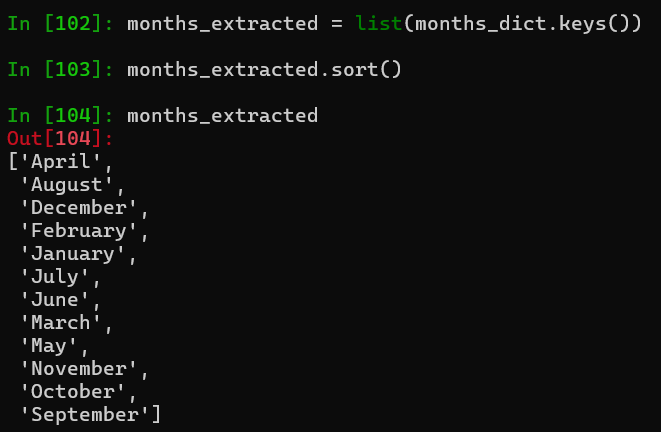 In [102]: months_extracted = list(months_dict.keys())
In [103]: months_extracted.sort()
In [104]: months_extracted
Out[104]:
['April',
 'August',
 'December',
 'February',
 'January',
 'July',
 'June',
 'March',
 'May',
 'November',
 'October',
 'September']